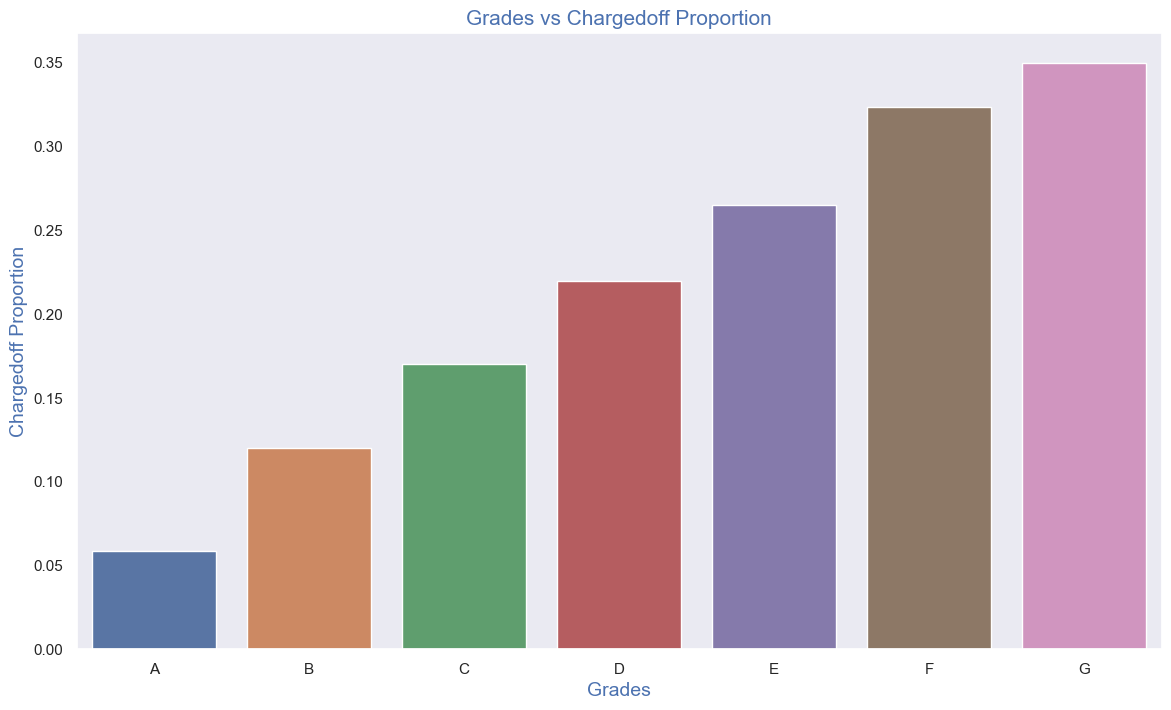 Grades vs Chargedoff Proportion
Chargedoff Proportion
0.35
0.30
0.25
0.20
0.15
0.10
0.05
0.00
A B C D E F G
Grades